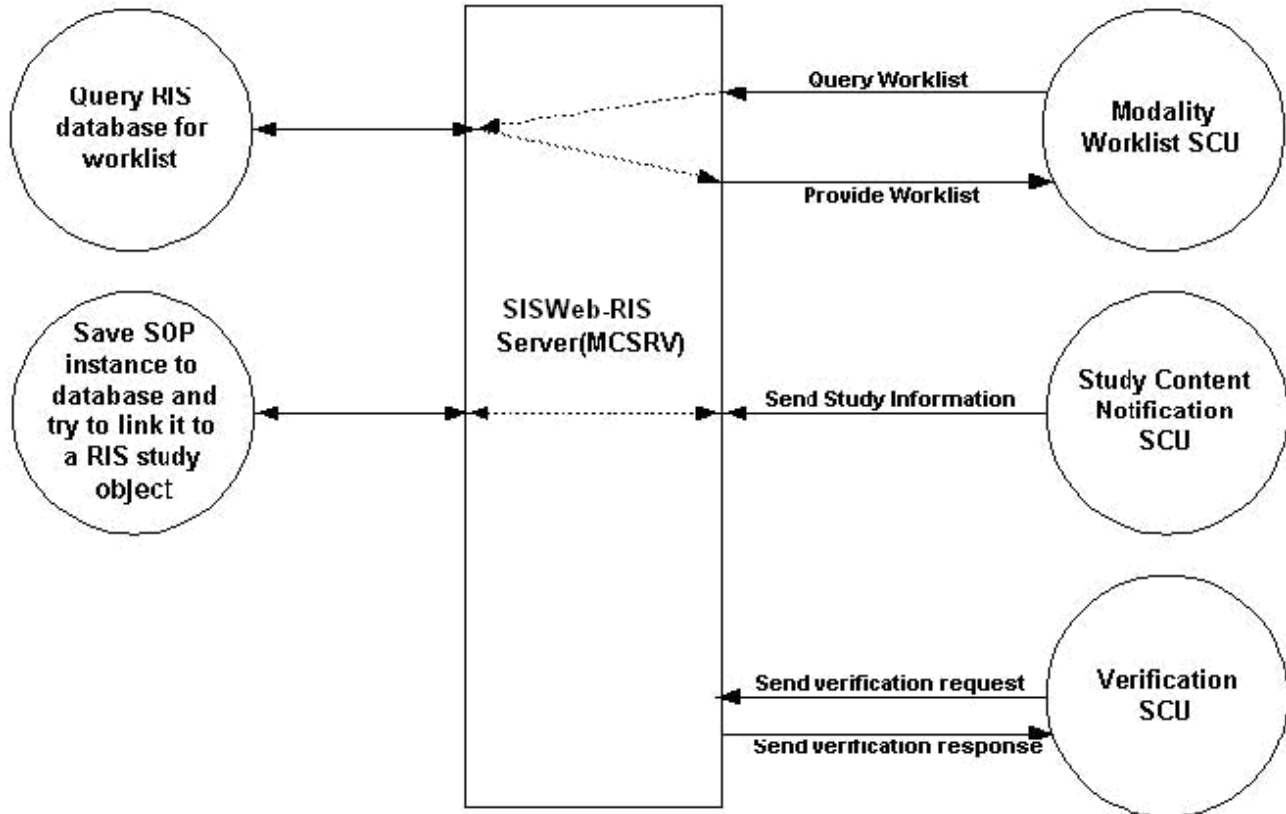 Query RIS
database for
worklist
Query Worklist
Modality
Worklist SCU
Provide Worklist
Save SOP
instance to
database and
try to link it to
a RIS study
object
SISWeb-RIS
Server(MCSRV)
Send Study Information
Study Content
Notification
SCU
Send verification request
Verification
SCU
Send verification response